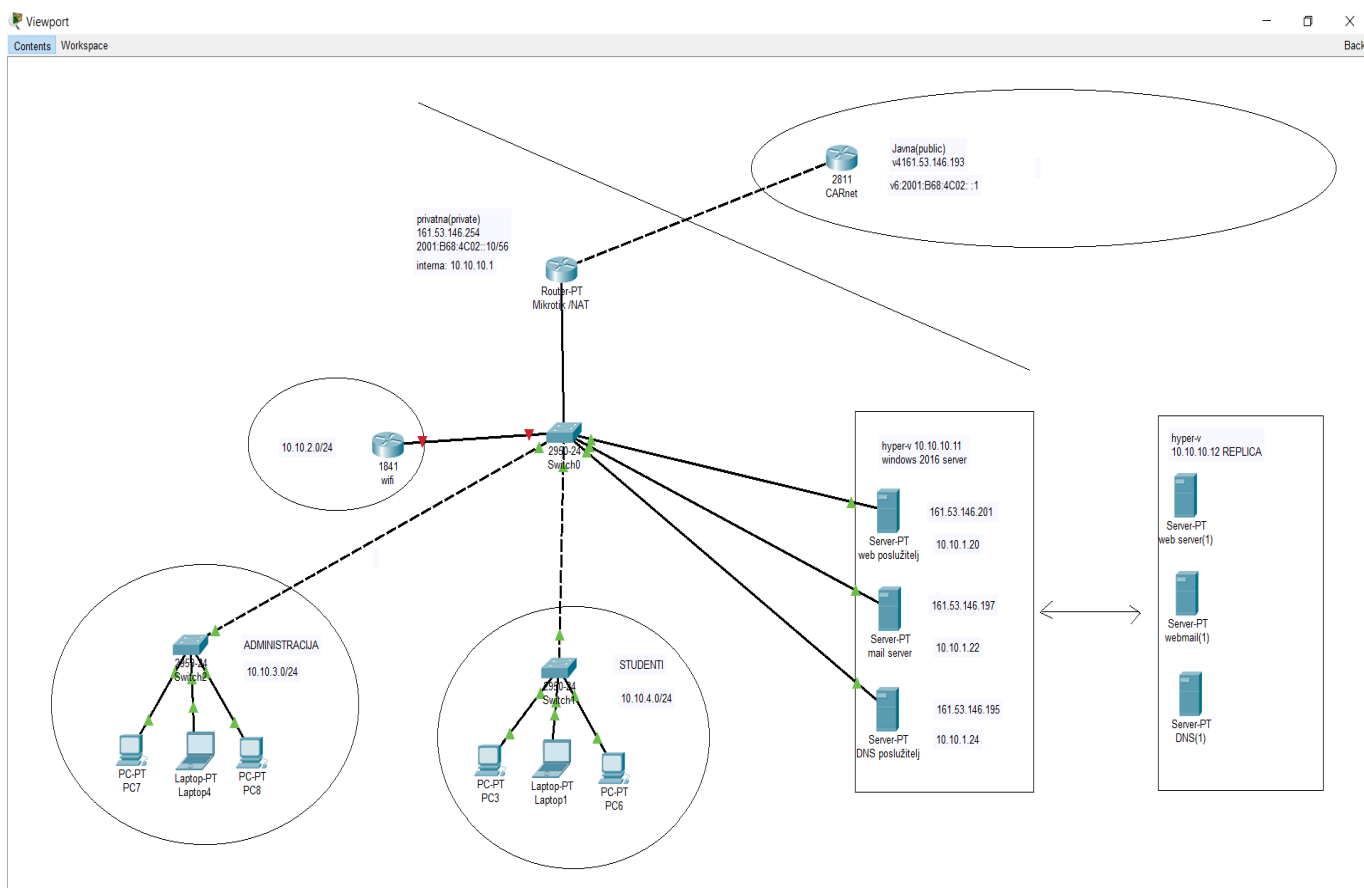 Viewport
Contents Workspace Back
Javna(public)
v4161.53.146.193
v6:2001:B68:4C02: :1
2811
CARnet
privatna(private)
161.53.146.254
2001:B68:4C02::10/56
interna: 10.10.10.1
Router-PT
Mikrotix /NAT
10.10.2.0/24
1841
wifi
2950-24
Switch0
hyper-v 10.10.10.11
windows 2016 server
161.53.146.201
Server-PT
web poslužitelj
10.10.1.20
161.53.146.197
Server-PT
mail server
10.10.1.22
161.53.146.195
Server-PT
DNS poslužitelj
10.10.1.24
hyper-v
10.10.10.12 REPLICA
Server-PT
web server(1)
Server-PT
webmail(1)
Server-PT
DNS(1)
ADMINISTRACIJA
10.10.3.0/24
2950-24
Switch2
PC-PT
PC7
Laptop-PT
Laptop4
PC-PT
PC8
STUDENTI
10.10.4.0/24
2950-24
Switch1
PC-PT
PC3
Laptop-PT
Laptop1
PC-PT
PC6